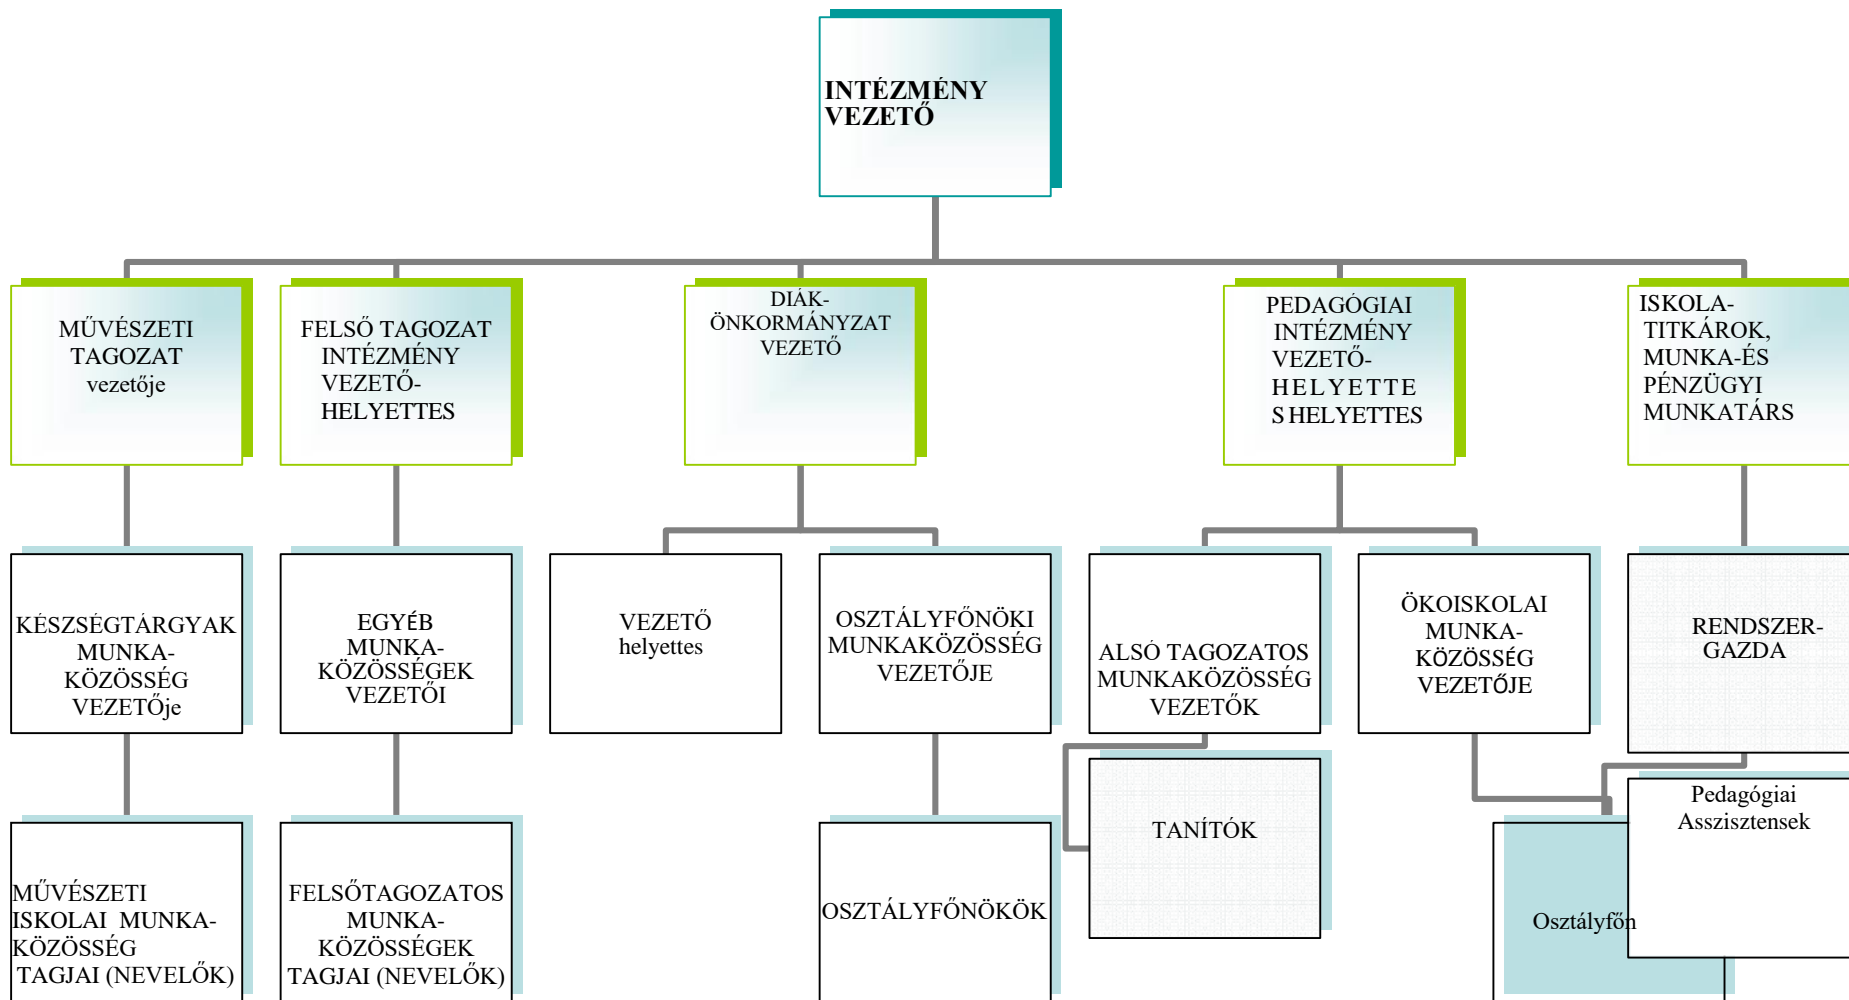 INTÉZMÉNY
VEZETŐ
MŰVÉSZETI
TAGOZAT
vezetője
FELSŐ TAGOZAT
INTÉZMÉNY
VEZETŐ-
HELYETTES
DIÁK-
ÖNKORMÁNYZAT
VEZETŐ
PEDAGÓGIAI
INTÉZMÉNY
VEZETŐ-
HELYETTE
S HELYETTES
ISKOLA-
TITKÁROK,
MUNKA-ÉS
PÉNZÜGYI
MUNKATÁRS
KÉSZSÉGTÁRGYAK
MUNKA-
KÖZÖSSÉG
VEZETŐje
EGYÉB
MUNKA-
KÖZÖSSÉGEK
VEZETŐI
VEZETŐ
helyettes
OSZTÁLYFŐNÖKI
MUNKAKÖZÖSSÉG
VEZETŐJE
ALSÓ TAGOZATOS
MUNKAKÖZÖSSÉG
VEZETŐK
ÖKOISKOLAI
MUNKA-
KÖZÖSSÉG
VEZETŐJE
RENDSZER-
GAZDA
MŰVÉSZETI
ISKOLAI MUNKA-
KÖZÖSSÉG
TAGJAI (NEVELŐK)
FELSŐTAGOZATOS
MUNKA-
KÖZÖSSÉGEK
TAGJAI (NEVELŐK)
OSZTÁLYFŐNÖKÖK
TANÍTÓK
Osztályfőn
Pedagógiai
Asszisztensek